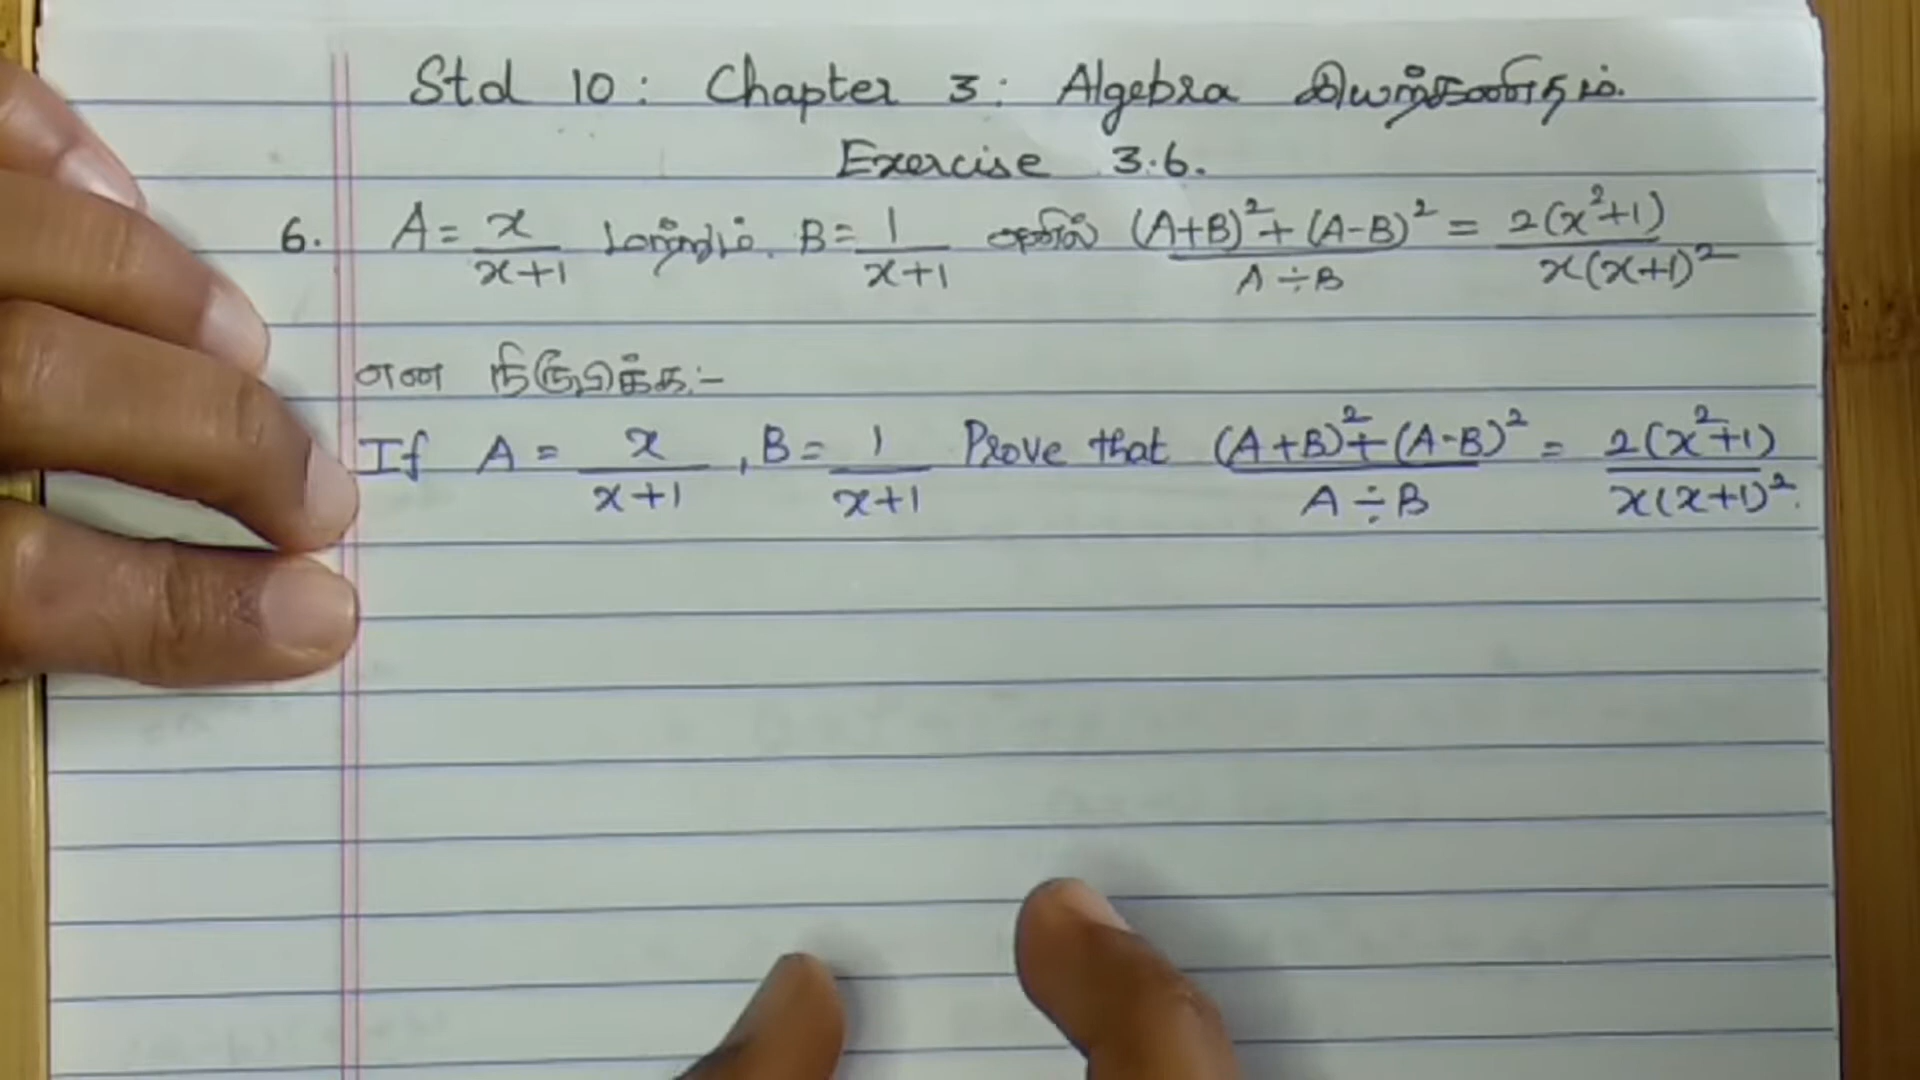 Std 10: Chapter 3: Algebra இயற்கணிதம்.
Exercise 3.6.
6. A = x/(x+1) மற்றும் B = 1/(x+1) எனில் ((A+B)²+(A-B)²)/(A÷B) = 2(x²+1)/(x(x+1)²)
என நிரூபிக்க:-
If A = x/(x+1), B = 1/(x+1) Prove that ((A+B)²+(A-B)²)/(A÷B) = 2(x²+1)/(x(x+1)²).